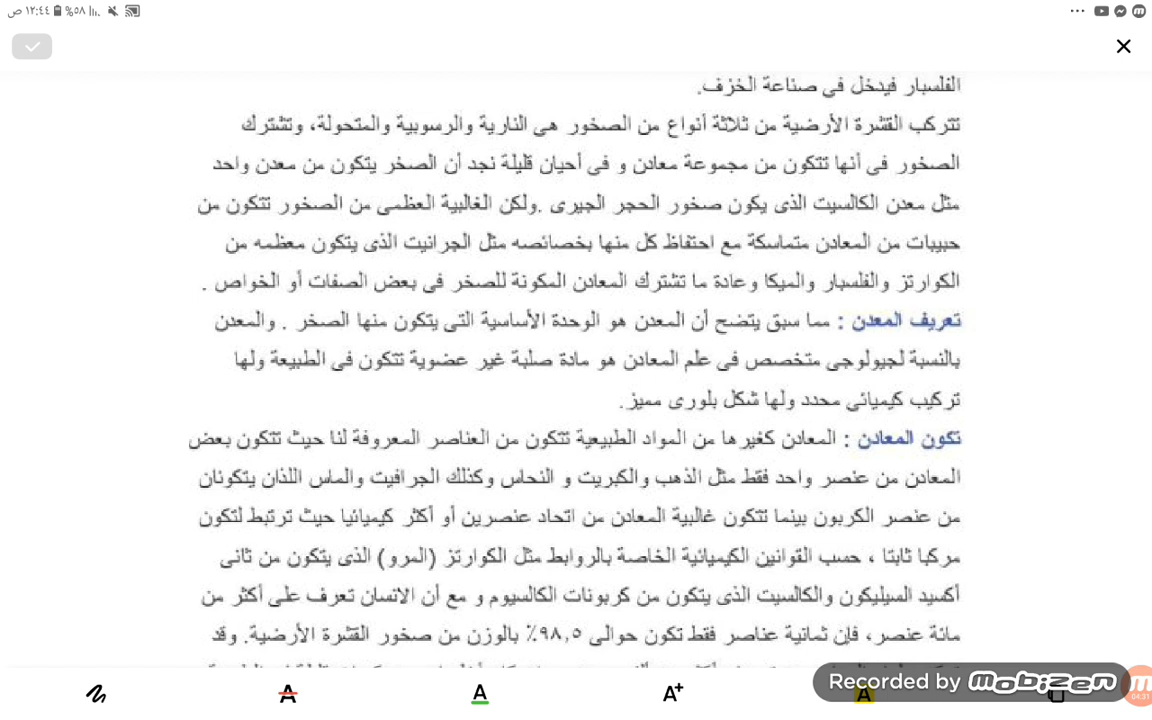 ص ١٢:٤٤ %٥٨
الفلسبار فيدخل فى صناعة الخزف.
تتركب القشرة الأرضية من ثلاثة أنواع من الصخور هى النارية والرسوبية والمتحولة، وتشترك
الصخور فى أنها تتكون من مجموعة معادن و فى أحيان قليلة نجد أن الصخر يتكون من معدن واحد
مثل معدن الكالسيت الذى يكون صخور الحجر الجيرى .ولكن الغالبية العظمى من الصخور تتكون من
حبيبات من المعادن متماسكة مع احتفاظ كل منها بخصائصه مثل الجرانيت الذى يتكون معظمه من
الكوارتز والفلسبار والميكا وعادة ما تشترك المعادن المكونة للصخر فى بعض الصفات أو الخواص .
تعريف المعدن : مما سبق يتضح أن المعدن هو الوحدة الأساسية التى يتكون منها الصخر . والمعدن
بالنسبة لجيولوجى متخصص فى علم المعادن هو مادة صلبة غير عضوية تتكون فى الطبيعة ولها
تركيب كيميائى محدد ولها شكل بلورى مميز.
تكون المعادن : المعادن كغيرها من المواد الطبيعية تتكون من العناصر المعروفة لنا حيث تتكون بعض
المعادن من عنصر واحد فقط مثل الذهب والكبريت و النحاس وكذلك الجرافيت والماس اللذان يتكونان
من عنصر الكربون بينما تتكون غالبية المعادن من اتحاد عنصرين أو أكثر كيميائيا حيث ترتبط لتكون
مركبا ثابتا ، حسب القوانين الكيميائية الخاصة بالروابط مثل الكوارتز (المرو) الذى يتكون من ثانى
أكسيد السيليكون والكالسيت الذى يتكون من كربونات الكالسيوم و مع أن الانسان تعرف على أكثر من
مائة عنصر، فإن ثمانية عناصر فقط تكون حوالى ٩٨,٥٪ بالوزن من صخور القشرة الأرضية. وقد
A A A+ A
Recorded by mobizen
04:31